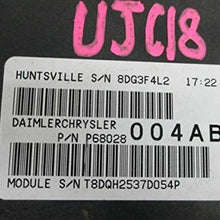 UJC18
HUNTSVILLE S/N 8DG3F4L2 17:22
DAIMLERCHRYSLER
P/N P68028 004AB
MODULE S/N T8DQH2537D054P